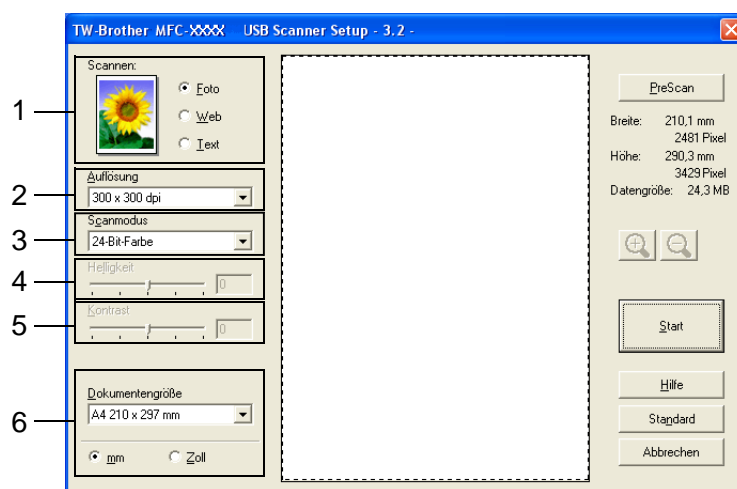 TW-Brother MFC-XXXX USB Scanner Setup - 3.2 -
Scannen:
Foto
Web
Text
1
Auflösung
300 x 300 dpi
2
Scanmodus
24-Bit-Farbe
3
Helligkeit
0
4
Kontrast
0
5
Dokumentengröße
A4 210 x 297 mm
6
mm Zoll
PreScan
Breite: 210,1 mm
2481 Pixel
Höhe: 290,3 mm
3429 Pixel
Datengröße: 24,3 MB
Start
Hilfe
Standard
Abbrechen